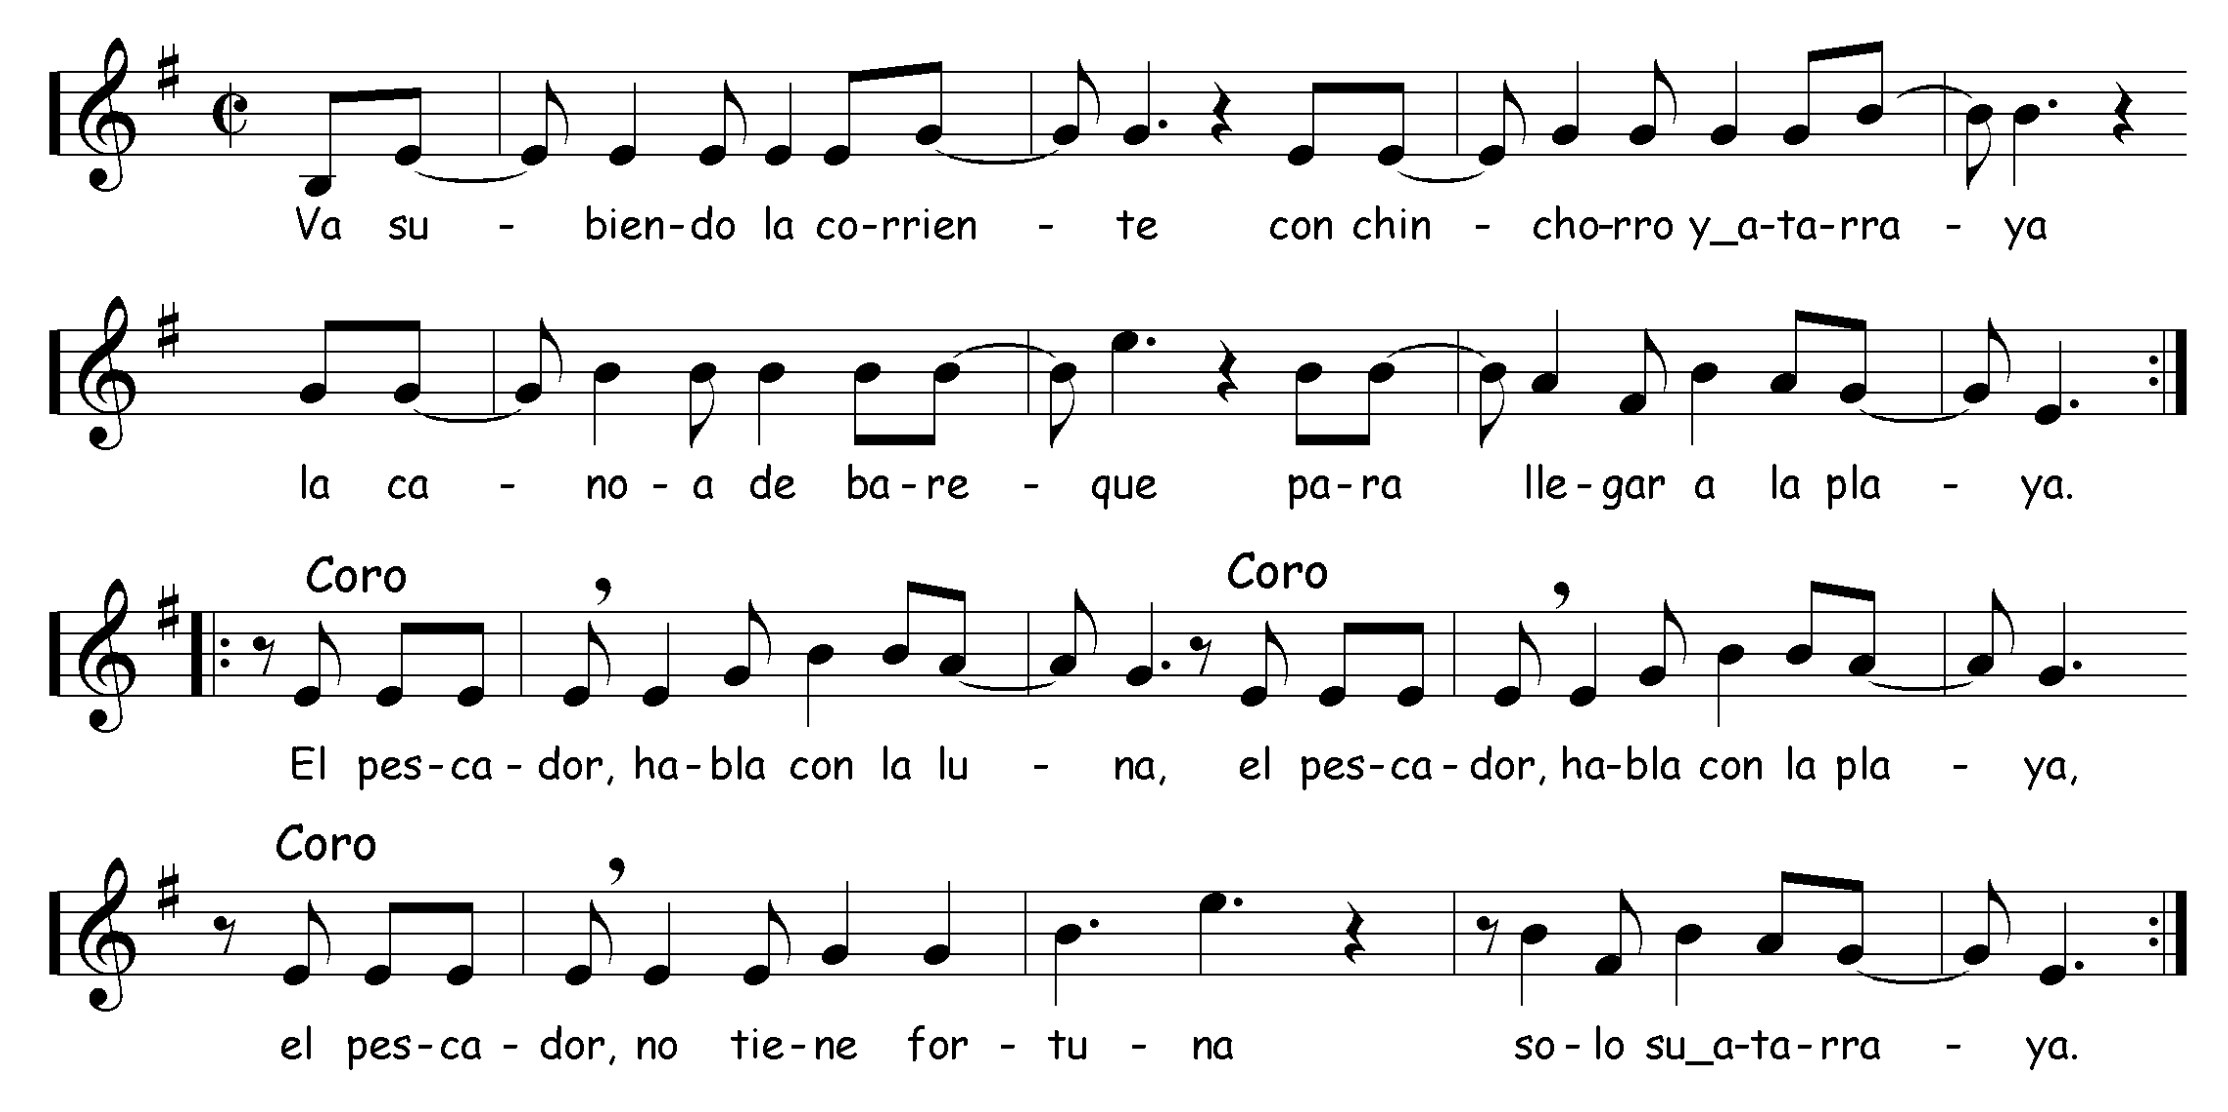 Va su - bien-do la co-rrien - te con chin - cho-rro y_a-ta-rra - ya
la ca - no - a de ba-re - que pa-ra lle-gar a la pla - ya.
Coro Coro
El pes-ca-dor, ha-bla con la lu - na, el pes-ca-dor, ha-bla con la pla - ya,
Coro
el pes-ca-dor, no tie-ne for - tu - na so-lo su_a-ta-rra - ya.